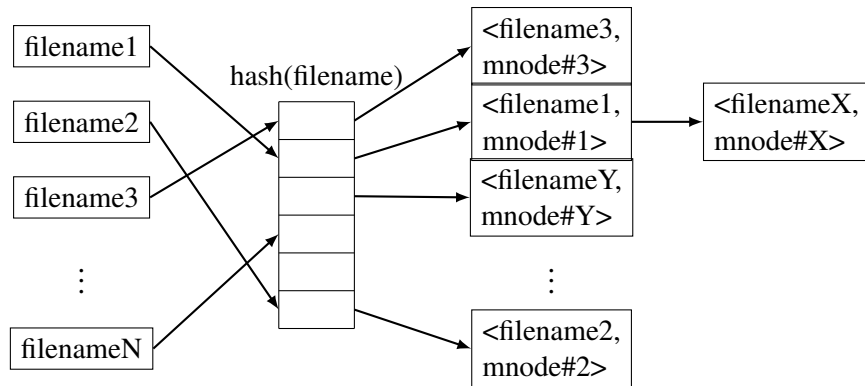 filename1
filename2
filename3
⋮
filenameN
hash(filename)
<filename3,
mnode#3>
<filename1,
mnode#1>
<filenameY,
mnode#Y>
⋮
<filename2,
mnode#2>
<filenameX,
mnode#X>